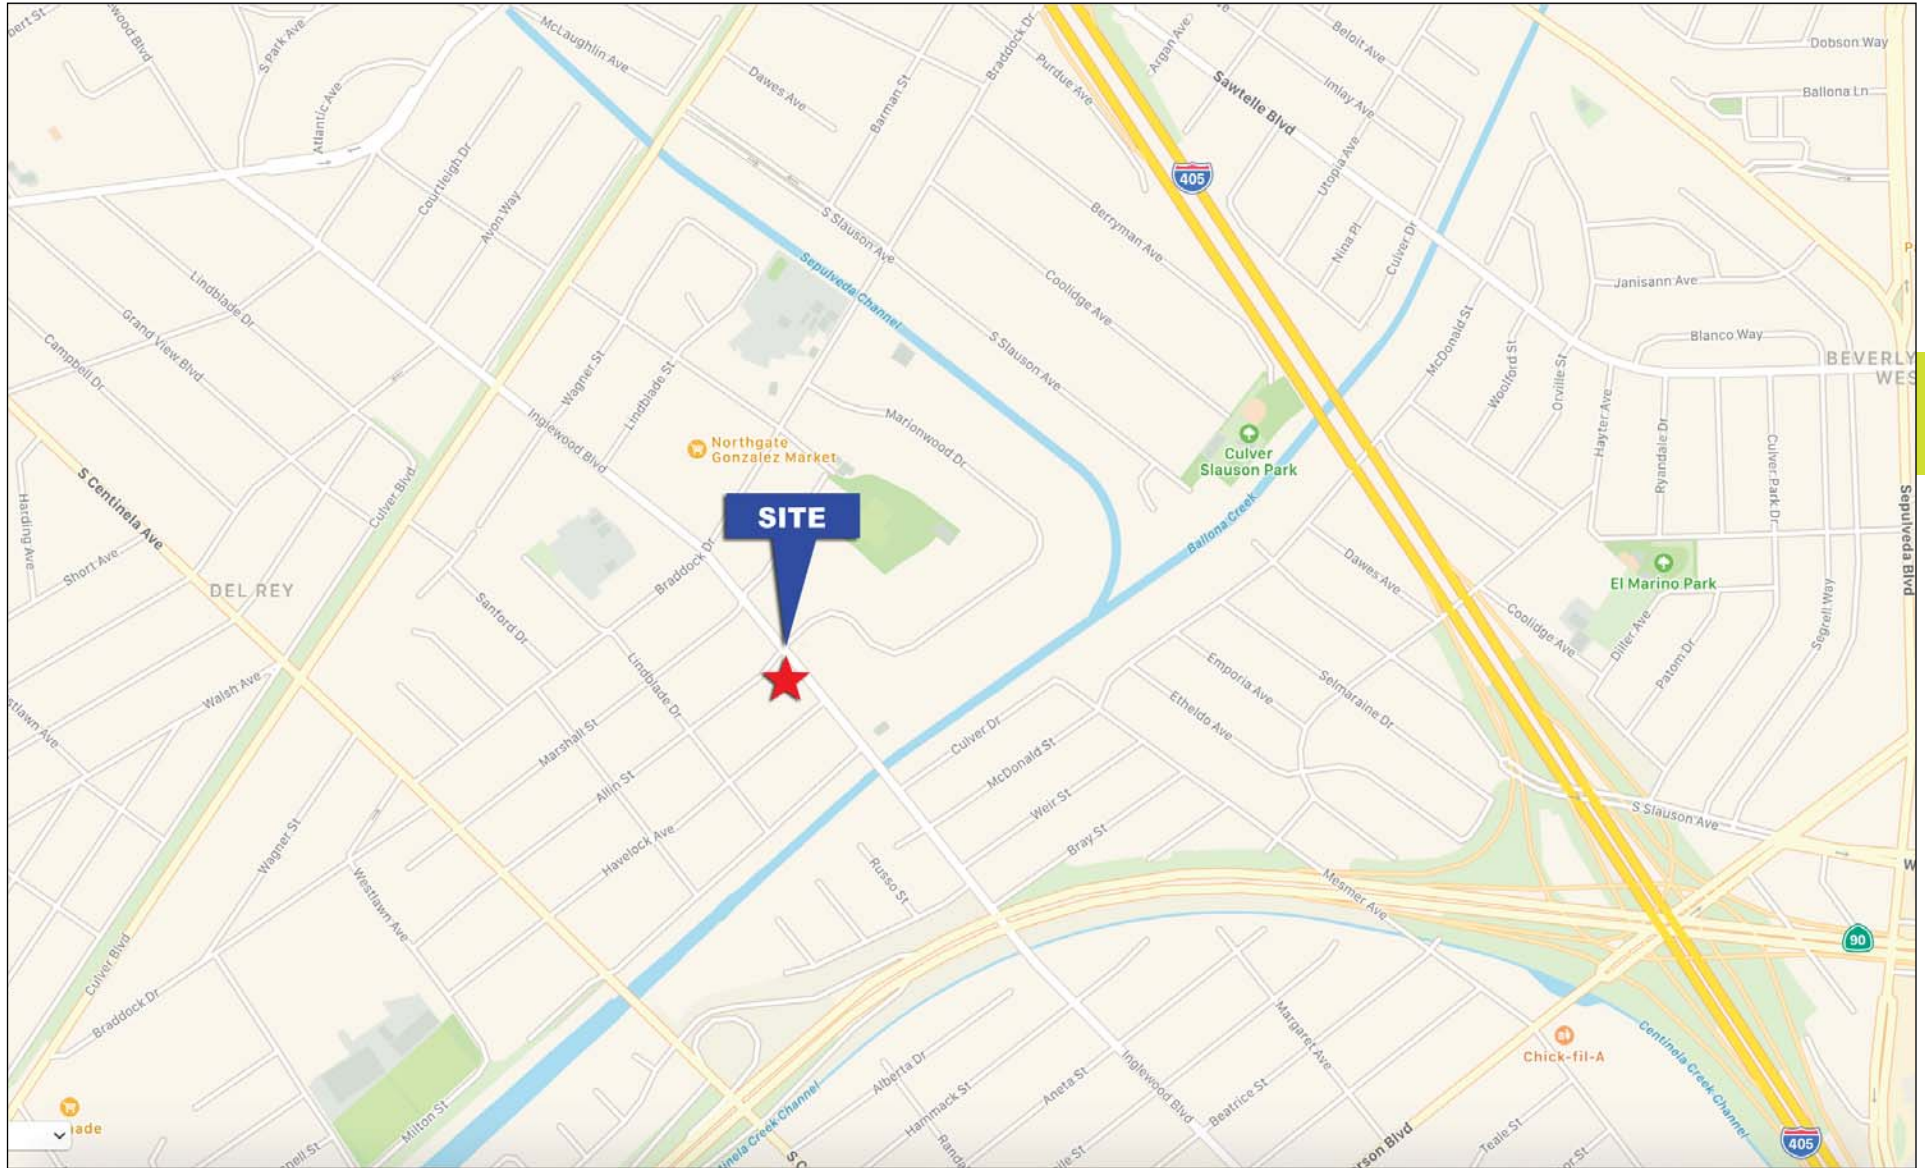 McLaughlin Ave
S Park Ave
Atlantic Ave
Dawes Ave
Barman St
Braddock Dr
Purdue Ave
Argan Ave
Sawtelle Blvd
Beloit Ave
Imlay Ave
Dobson Way
Ballona Ln
405
Utopia Ave
Courtleigh Dr
Avon Way
S Slauson Ave
Berryman Ave
Nina Pl
Culver Dr
Lindblade Dr
Sepulveda Channel
Coolidge Ave
Janisann Ave
Grand View Blvd
Campbell Dr
S Slauson Ave
McDonald St
Woolford St
Orville St
Blanco Way
BEVERLY
WES
Wagner St
Lindblade St
Inglewood Blvd
Marionwood Dr
Northgate
Gonzalez Market
Culver
Slauson Park
Hayter Ave
Ryandale Dr
Culver Park Dr
Sepulveda Blvd
S Centinela Ave
Culver Blvd
Harding Ave
Short Ave
SITE
Braddock Dr
Ballona Creek
Dawes Ave
El Marino Park
DEL REY
Sanford Dr
Coolidge Ave
Diller Ave
Patom Dr
Segrell Way
Walsh Ave
Lindblade Dr
Emporia Ave
Selmaraine Dr
Etheldo Ave
Marshall St
Allin St
Culver Dr
McDonald St
Weir St
Bray St
S Slauson Ave
Havelock Ave
Wagner St
Westlawn Ave
Russo St
Mesmer Ave
90
Culver Blvd
Braddock Dr
Margaret Ave
Chick-fil-A
Centinela Creek Channel
Alberta Dr
Hammack St
Aneta St
Inglewood Blvd
Beatrice St
Milton St
Teale St
405